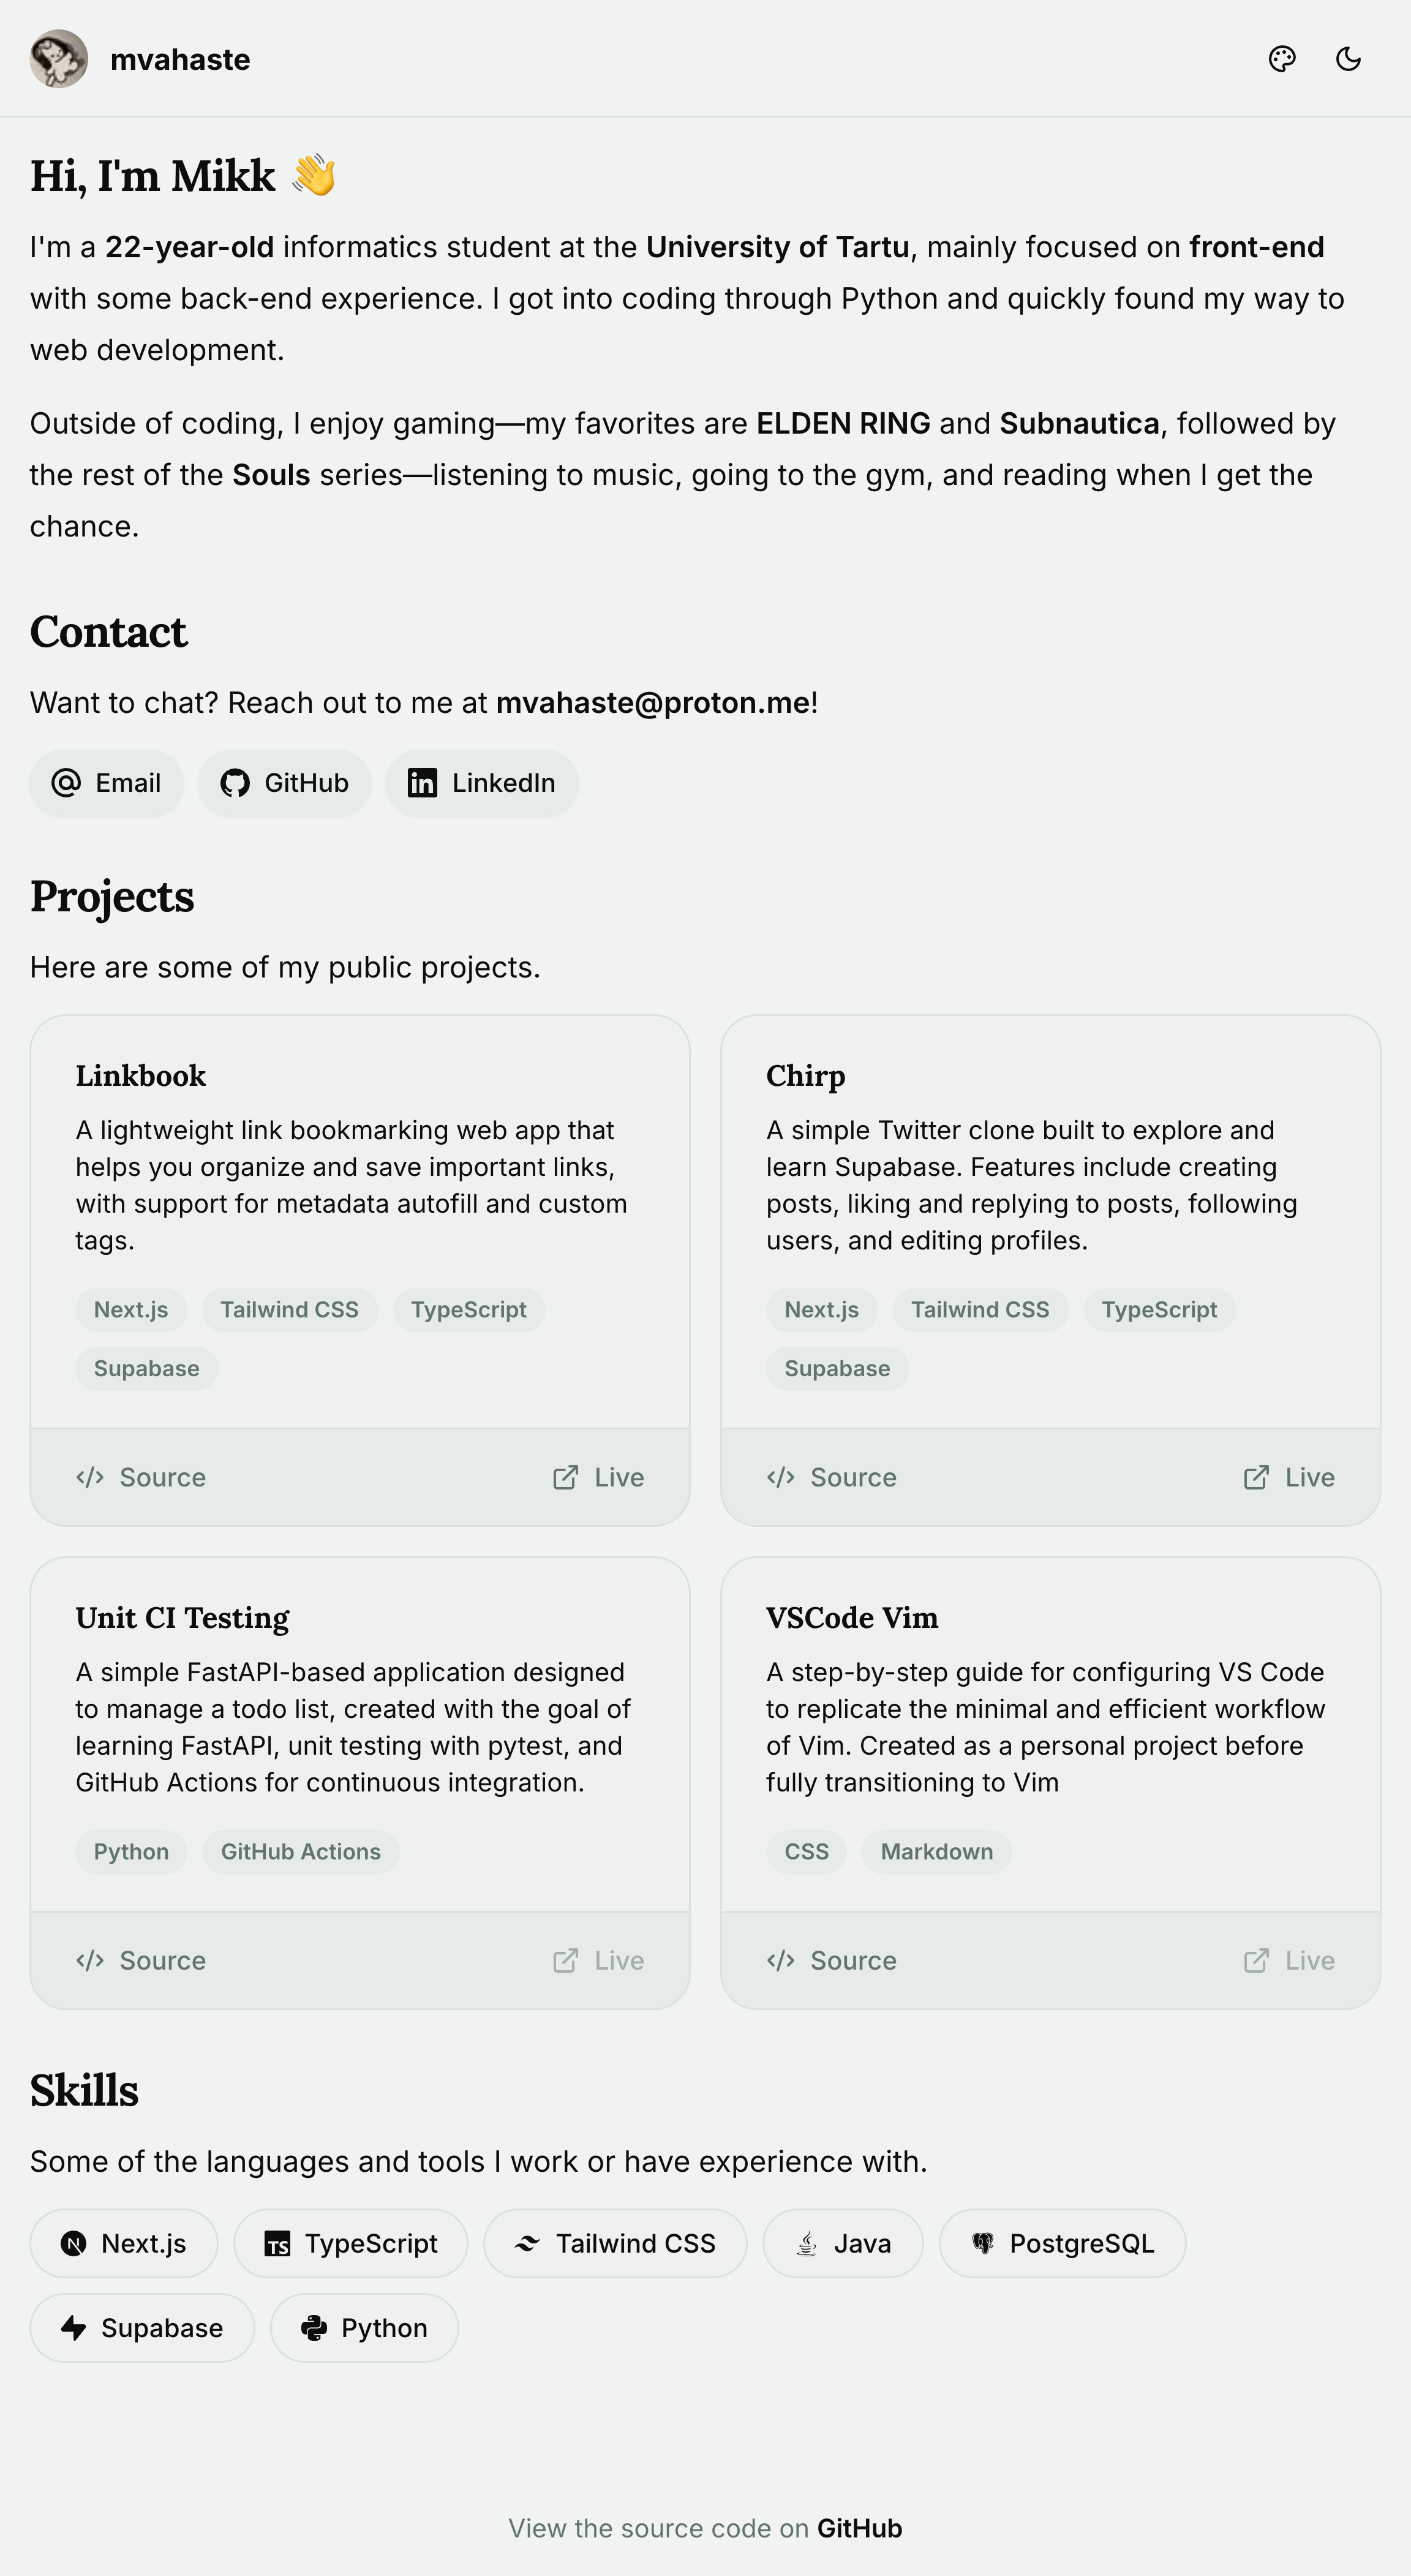 mvahaste
Hi, I'm Mikk 👋
I'm a 22-year-old informatics student at the University of Tartu, mainly focused on front-end
with some back-end experience. I got into coding through Python and quickly found my way to
web development.
Outside of coding, I enjoy gaming—my favorites are ELDEN RING and Subnautica, followed by
the rest of the Souls series—listening to music, going to the gym, and reading when I get the
chance.
Contact
Want to chat? Reach out to me at mvahaste@proton.me!
Email
GitHub
LinkedIn
Projects
Here are some of my public projects.
Linkbook
A lightweight link bookmarking web app that
helps you organize and save important links,
with support for metadata autofill and custom
tags.
Next.js
Tailwind CSS
TypeScript
Supabase
Source
Live
Chirp
A simple Twitter clone built to explore and
learn Supabase. Features include creating
posts, liking and replying to posts, following
users, and editing profiles.
Next.js
Tailwind CSS
TypeScript
Supabase
Source
Live
Unit CI Testing
A simple FastAPI-based application designed
to manage a todo list, created with the goal of
learning FastAPI, unit testing with pytest, and
GitHub Actions for continuous integration.
Python
GitHub Actions
Source
Live
VSCode Vim
A step-by-step guide for configuring VS Code
to replicate the minimal and efficient workflow
of Vim. Created as a personal project before
fully transitioning to Vim
CSS
Markdown
Source
Live
Skills
Some of the languages and tools I work or have experience with.
Next.js
TypeScript
Tailwind CSS
Java
PostgreSQL
Supabase
Python
View the source code on GitHub